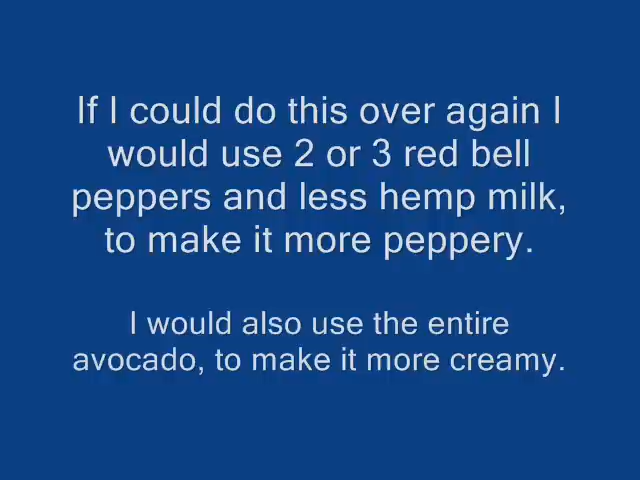 If I could do this over again I
would use 2 or 3 red bell
peppers and less hemp milk,
to make it more peppery.
I would also use the entire
avocado, to make it more creamy.